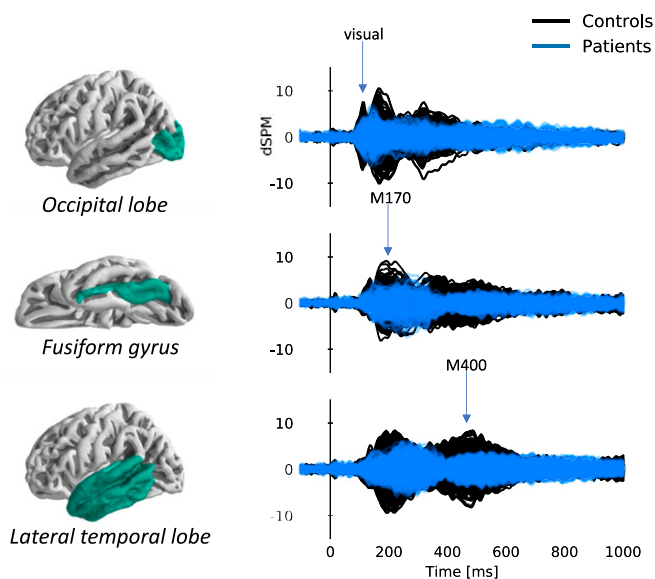 Controls
Patients
visual
10
0
-10
dSPM
Occipital lobe
M170
10
0
-10
Fusiform gyrus
M400
10
0
-10
Lateral temporal lobe
0 200 400 600 800 1000
Time [ms]